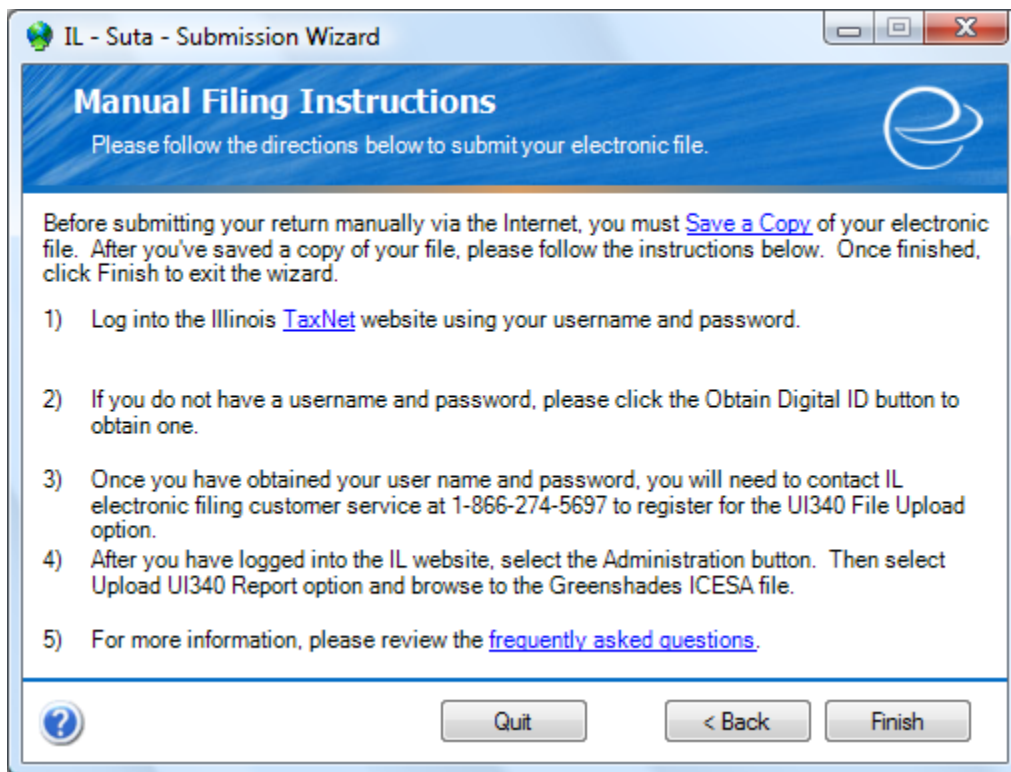 IL - Suta - Submission Wizard
Manual Filing Instructions
Please follow the directions below to submit your electronic file.
Before submitting your return manually via the Internet, you must Save a Copy of your electronic
file.  After you've saved a copy of your file, please follow the instructions below.  Once finished,
click Finish to exit the wizard.
1) Log into the Illinois TaxNet website using your username and password.
2) If you do not have a username and password, please click the Obtain Digital ID button to
obtain one.
3) Once you have obtained your user name and password, you will need to contact IL
electronic filing customer service at 1-866-274-5697 to register for the UI340 File Upload
option.
4) After you have logged into the IL website, select the Administration button.  Then select
Upload UI340 Report option and browse to the Greenshades ICESA file.
5) For more information, please review the frequently asked questions.
? Quit < Back Finish